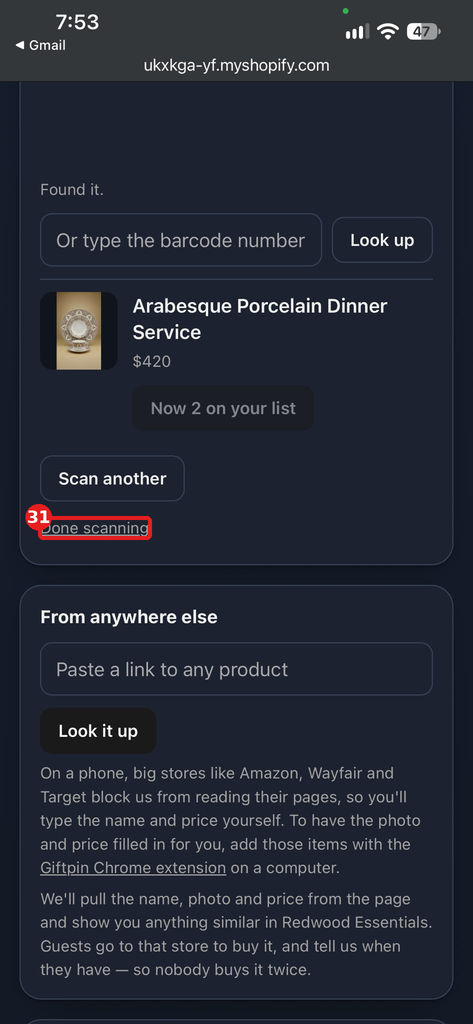 7:53
47
◀ Gmail
ukxkga-yf.myshopify.com
Found it.
Or type the barcode number
Look up
Arabesque Porcelain Dinner
Service
$420
Now 2 on your list
Scan another
31
Done scanning
From anywhere else
Paste a link to any product
Look it up
On a phone, big stores like Amazon, Wayfair and
Target block us from reading their pages, so you'll
type the name and price yourself. To have the photo
and price filled in for you, add those items with the
Giftpin Chrome extension on a computer.
We'll pull the name, photo and price from the page
and show you anything similar in Redwood Essentials.
Guests go to that store to buy it, and tell us when
they have — so nobody buys it twice.